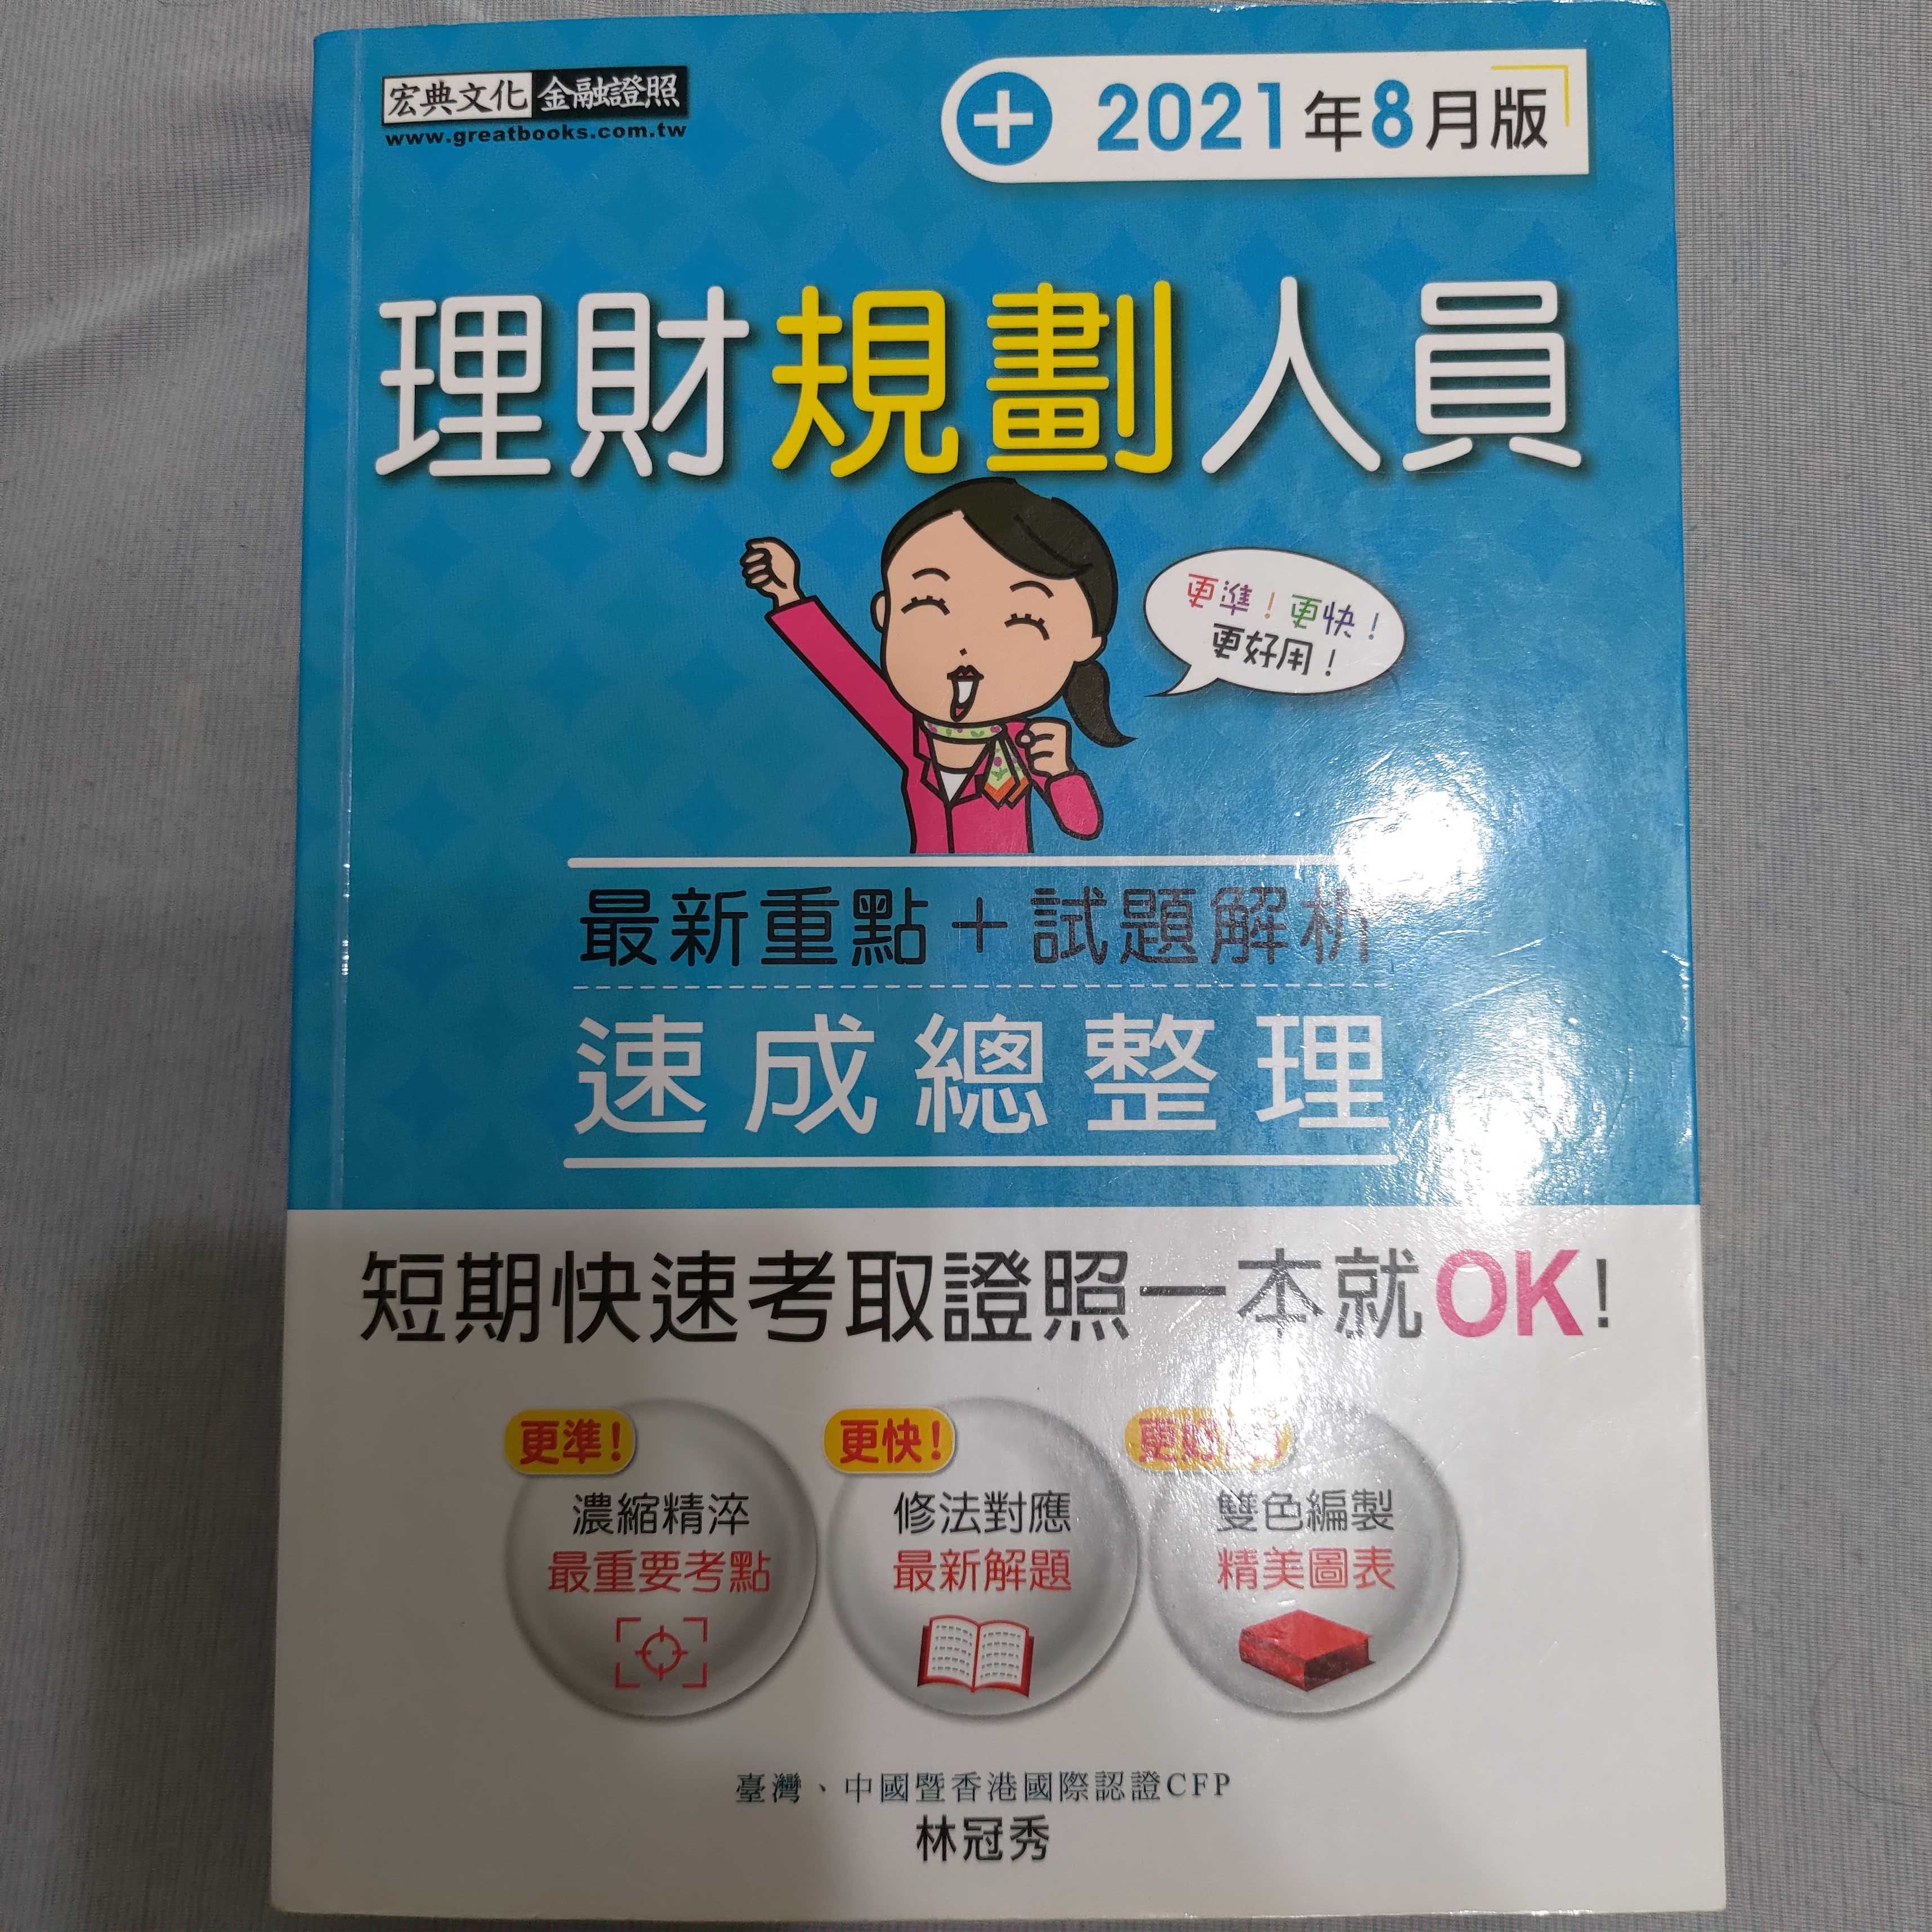 宏典文化 金融證照
www.greatbooks.com.tw
+ 2021年8月版
理財規劃人員
更準！更快！
更好用！
最新重點＋試題解析
速成總整理
短期快速考取證照一本就OK!
更準！
濃縮精淬
最重要考點
更快！
修法對應
最新解題
更好用
雙色編製
精美圖表
臺灣、中國暨香港國際認證CFP
林冠秀